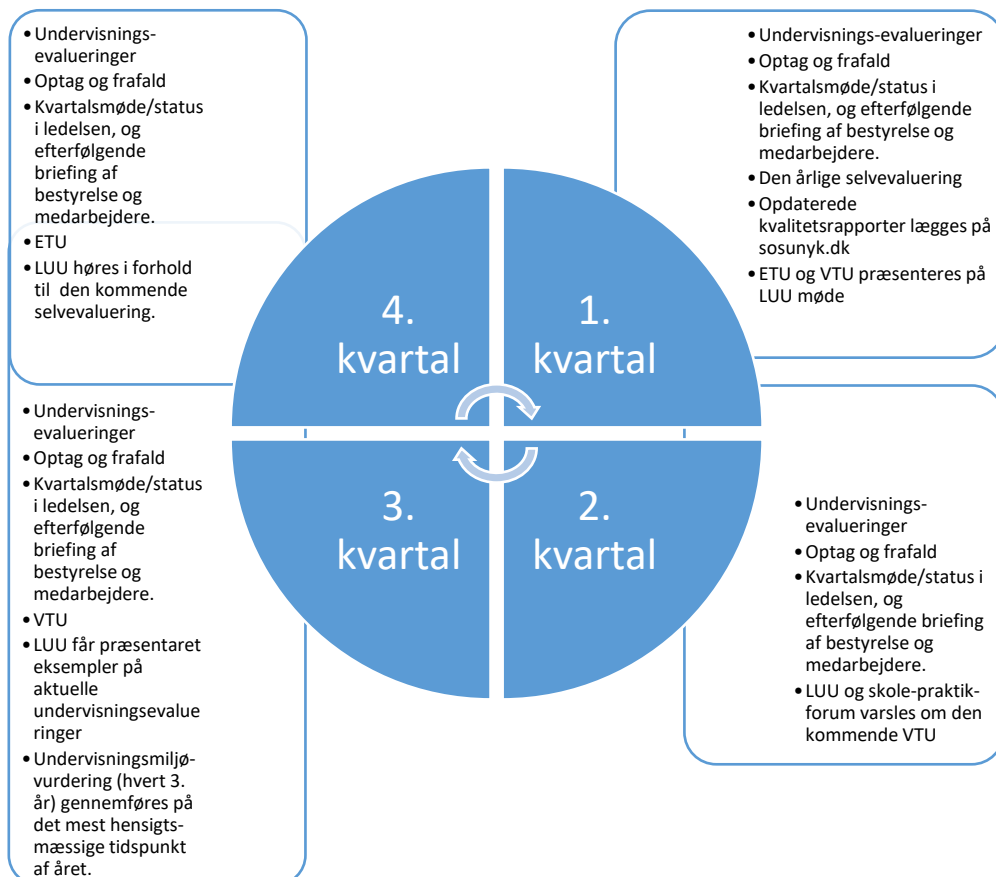 • Undervisnings-
evalueringer
• Optag og frafald
• Kvartalsmøde/status
i ledelsen, og
efterfølgende
briefing af
bestyrelse og
medarbejdere.
• ETU
• LUU høres i forhold
til den kommende
selvevaluering.
• Undervisnings-evalueringer
• Optag og frafald
• Kvartalsmøde/status i
ledelsen, og efterfølgende
briefing af bestyrelse og
medarbejdere.
• Den årlige selvevaluering
• Opdaterede
kvalitetsrapporter lægges på
sosunyk.dk
• ETU og VTU præsenteres på
LUU møde
4.
kvartal
1.
kvartal
3.
kvartal
2.
kvartal
• Undervisnings-
evalueringer
• Optag og frafald
• Kvartalsmøde/status
i ledelsen, og
efterfølgende
briefing af
bestyrelse og
medarbejdere.
• VTU
• LUU får præsentaret
eksempler på
aktuelle
undervisningsevalue
ringer
• Undervisningsmiljø-
vurdering (hvert 3.
år) gennemføres på
det mest hensigts-
mæssige tidspunkt
af året.
• Undervisnings-
evalueringer
• Optag og frafald
• Kvartalsmøde/status i
ledelsen, og
efterfølgende briefing
af bestyrelse og
medarbejdere.
• LUU og skole-praktik-
forum varsles om den
kommende VTU